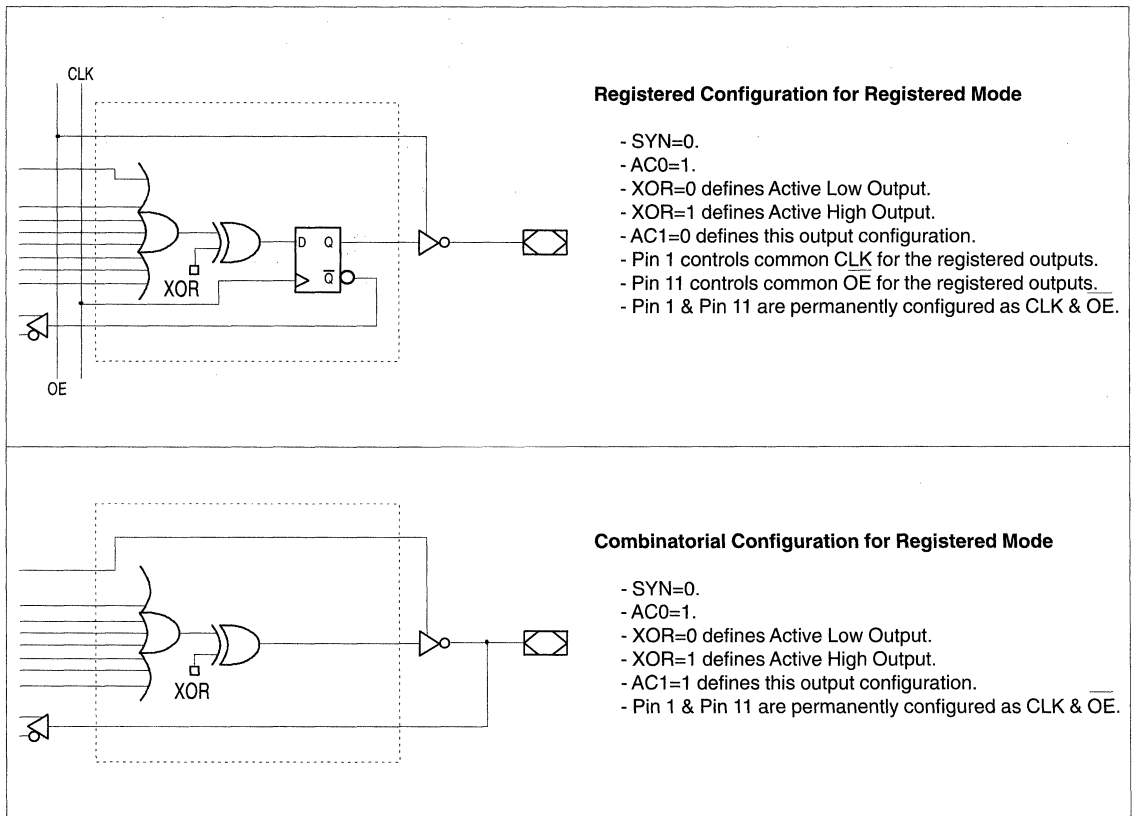 CLK
Registered Configuration for Registered Mode
- SYN=0.
- AC0=1.
- XOR=0 defines Active Low Output.
- XOR=1 defines Active High Output.
- AC1=0 defines this output configuration.
- Pin 1 controls common CLK for the registered outputs.
- Pin 11 controls common O̅E̅ for the registered outputs.
- Pin 1 & Pin 11 are permanently configured as CLK & O̅E̅.
D Q
Q̅
XOR
OE
Combinatorial Configuration for Registered Mode
- SYN=0.
- AC0=1.
- XOR=0 defines Active Low Output.
- XOR=1 defines Active High Output.
- AC1=1 defines this output configuration.
- Pin 1 & Pin 11 are permanently configured as CLK & O̅E̅.
XOR